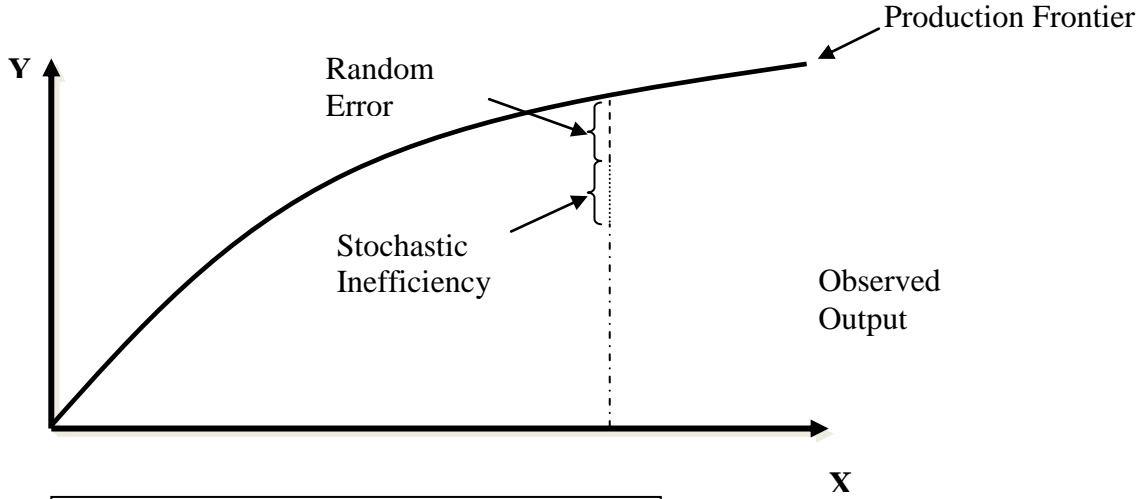 Production Frontier
Y
Random
Error
Stochastic
Inefficiency
Observed
Output
X